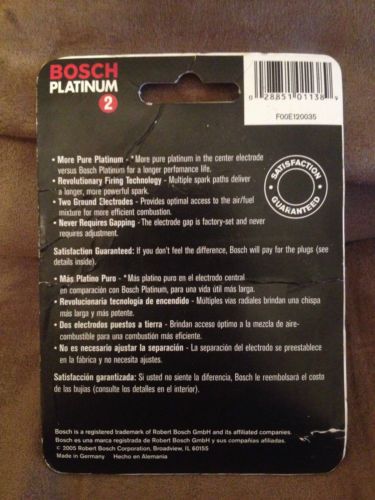 BOSCH
PLATINUM
2
0 28851 01138 9
F00E120035
SATISFACTION
GUARANTEED
• More Pure Platinum - *More pure platinum in the center electrode
versus Bosch Platinum for a longer perfomance life.
• Revolutionary Firing Technology - Multiple spark paths deliver
a longer, more powerful spark.
• Two Ground Electrodes - Provides optimal access to the air/fuel
mixture for more efficient combustion.
• Never Requires Gapping - The electrode gap is factory-set and never
requires adjustment.
Satisfaction Guaranteed: If you don't feel the difference, Bosch will pay for the plugs (see
details inside).
• Más Platino Puro - *Más platino puro en el electrodo central
en comparación con Bosch Platinum, para una vida útil más larga.
• Revolucionaria tecnología de encendido - Múltiples vías radiales brindan una chispa
más larga y más potente.
• Dos electrodos puestos a tierra - Brindan acceso óptimo a la mezcla de aire-
combustible para una combustión más eficiente.
• No es necesario ajustar la separación - La separación del electrodo se preestablece
en la fábrica y no necesita ajustes.
Satisfacción garantizada: Si usted no siente la diferencia, Bosch le reembolsará el costo
de las bujías (consulte los detalles en el interior).
Bosch is a registered trademark of Robert Bosch GmbH and its affiliated companies.
Bosch es una marca registrada de Robert Bosch GmbH y sus compañías afiliadas.
© 2005 Robert Bosch Corporation, Broadview, IL 60155
Made in Germany Hecho en Alemania